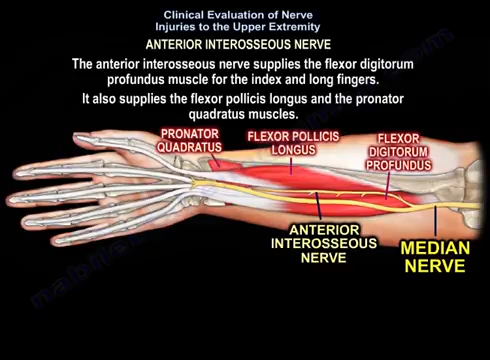 Clinical Evaluation of Nerve
Injuries to the Upper Extremity
ANTERIOR INTEROSSEOUS NERVE
The anterior interosseous nerve supplies the flexor digitorum
profundus muscle for the index and long fingers.
It also supplies the flexor pollicis longus and the pronator
quadratus muscles.
PRONATOR
QUADRATUS
FLEXOR POLLICIS
LONGUS
FLEXOR
DIGITORUM
PROFUNDUS
ANTERIOR
INTEROSSEOUS
NERVE
MEDIAN
NERVE